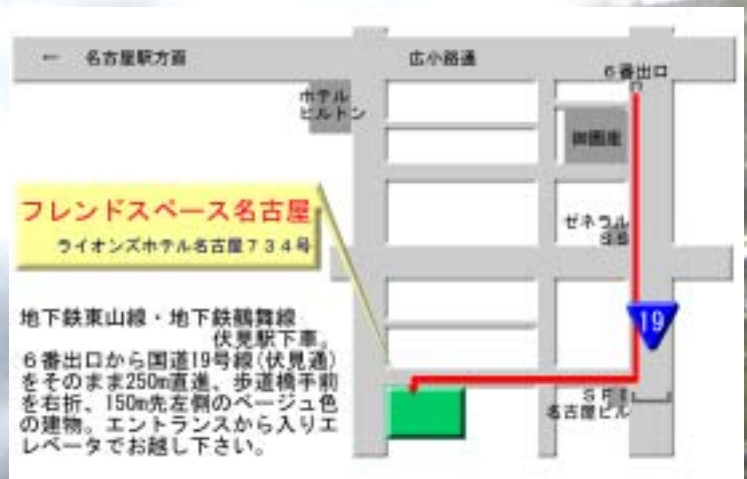 ← 名古屋駅方面
広小路通
6番出口
ホテル
ヒルトン
御園座
フレンドスペース名古屋
ライオンズホテル名古屋734号
ゼネラル
SS
19
地下鉄東山線・地下鉄鶴舞線
伏見駅下車。
6番出口から国道19号線(伏見通)
をそのまま250m直進、歩道橋手前
を右折、150m先左側のベージュ色
の建物。エントランスから入りエ
レベータでお越し下さい。
名古屋ビル